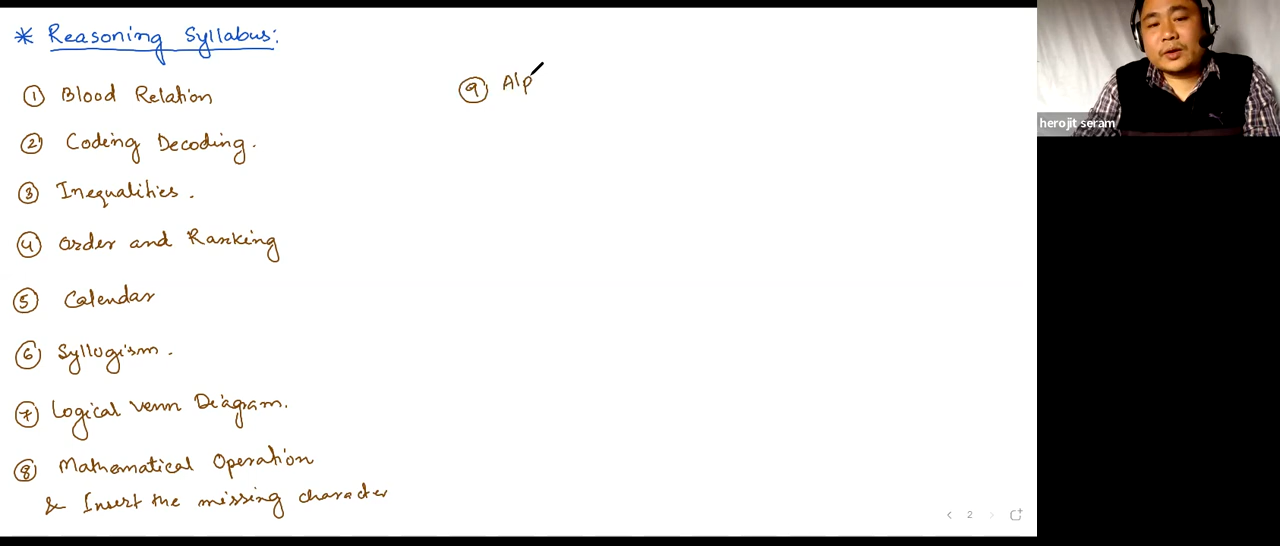 * Reasoning Syllabus:
① Blood Relation
② Coding Decoding.
③ Inequalities.
④ Order and Ranking
⑤ Calendar
⑥ Syllogism.
⑦ Logical Venn Diagram.
⑧ Mathematical Operation
& Insert the missing character
⑨ Alp
herojit seram
2